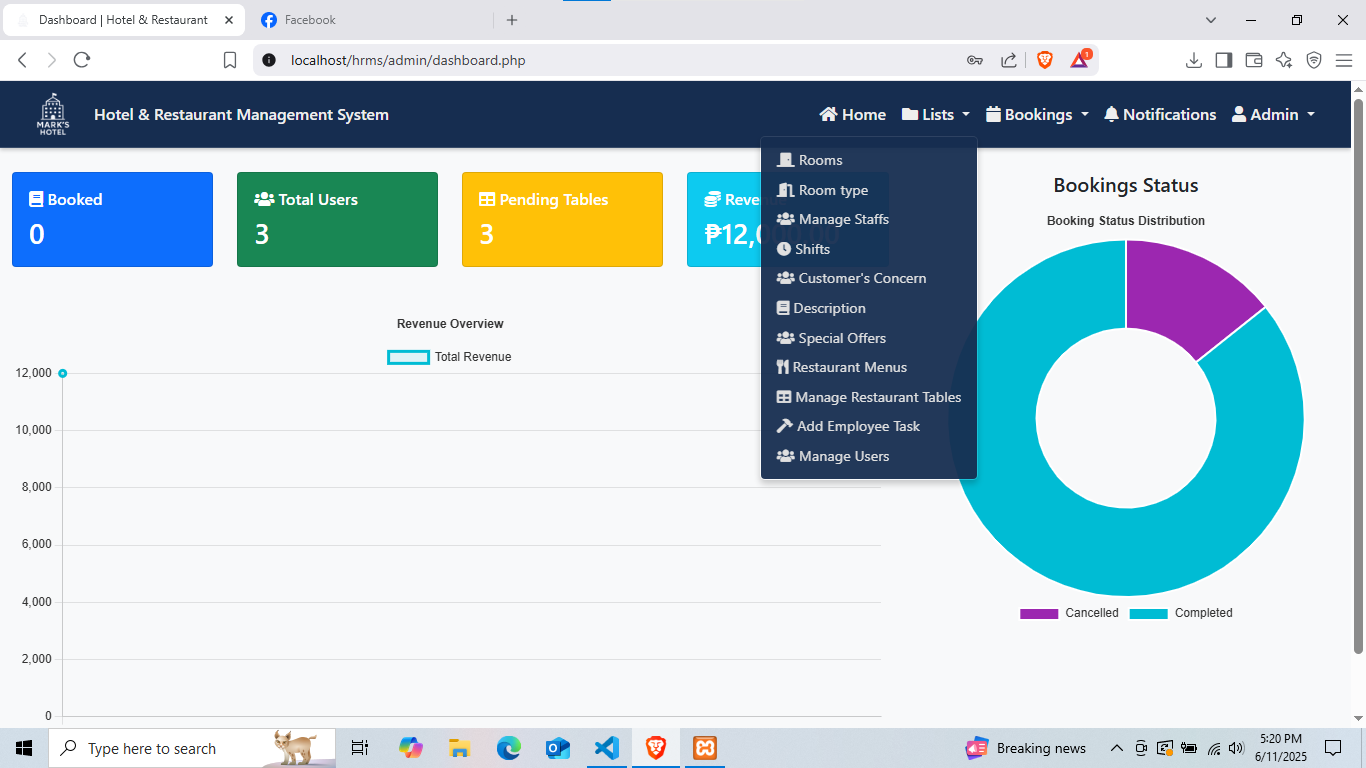 Dashboard | Hotel & Restaurant
Facebook
localhost/hrms/admin/dashboard.php
1
MARK'S
HOTEL
Hotel & Restaurant Management System
Home
Lists
Bookings
Notifications
Admin
Booked
0
Total Users
3
Pending Tables
3
₱12,
Rooms
Room type
Manage Staffs
Shifts
Customer's Concern
Description
Special Offers
Restaurant Menus
Manage Restaurant Tables
Add Employee Task
Manage Users
Revenue Overview
Total Revenue
12,000
10,000
8,000
6,000
4,000
2,000
0
Bookings Status
Booking Status Distribution
Cancelled
Completed
Type here to search
Breaking news
5:20 PM
6/11/2025